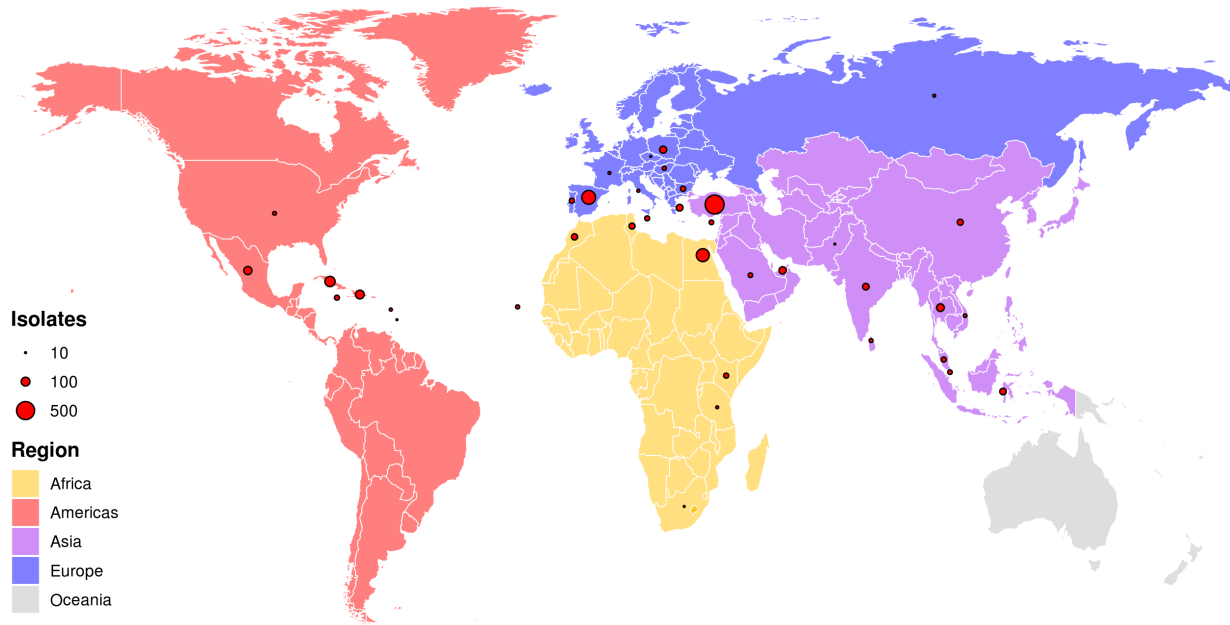 Isolates
10
100
500
Region
Africa
Americas
Asia
Europe
Oceania